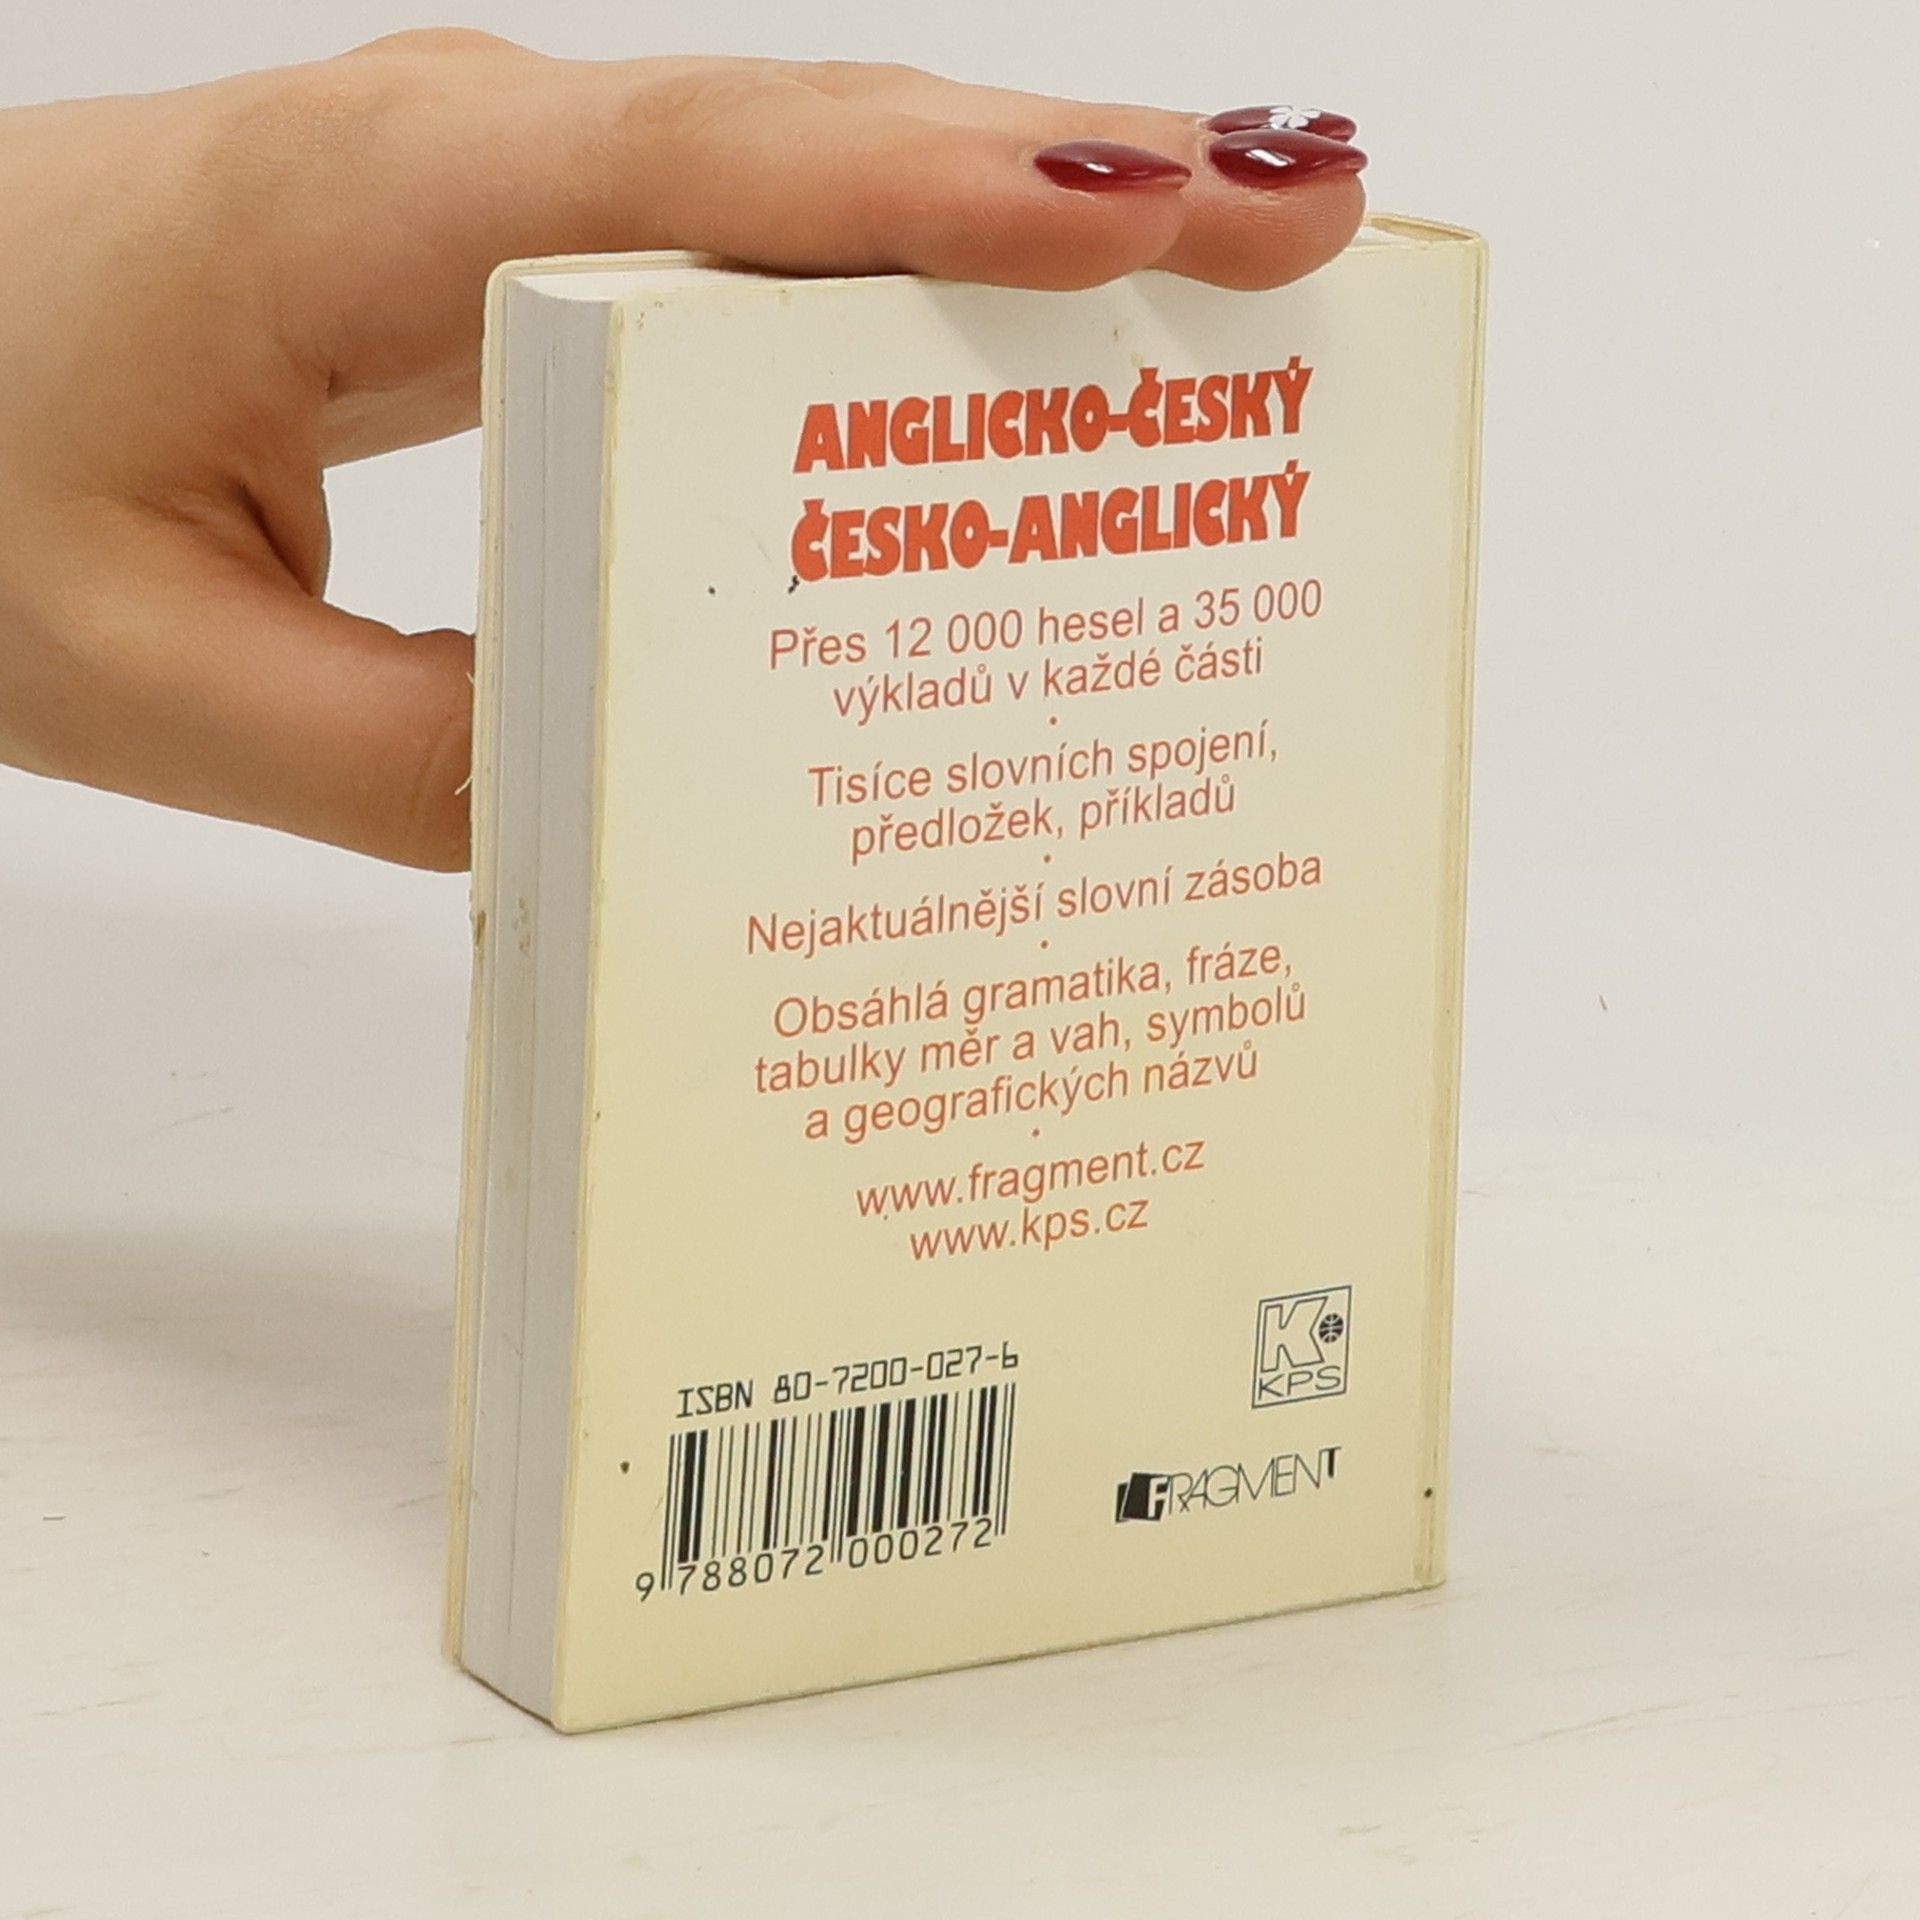 ANGLICKO-ČESKÝ
ČESKO-ANGLICKÝ
Přes 12 000 hesel a 35 000
výkladů v každé části
•
Tisíce slovních spojení,
předložek, příkladů
•
Nejaktuálnější slovní zásoba
•
Obsáhlá gramatika, fráze,
tabulky měr a vah, symbolů
a geografických názvů
•
www.fragment.cz
www.kps.cz
K
KPS
ISBN 80-7200-027-6
9 788072 000272
FRAGMENT